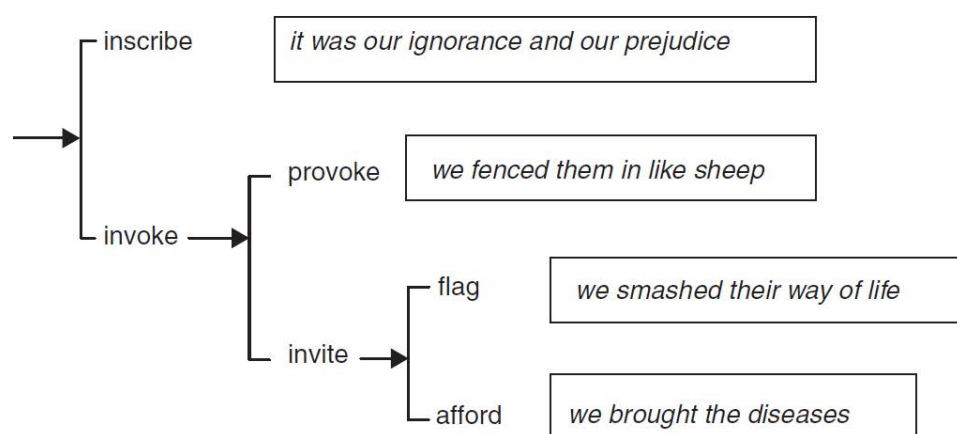 inscribe it was our ignorance and our prejudice
provoke we fenced them in like sheep
invoke
flag we smashed their way of life
invite
afford we brought the diseases